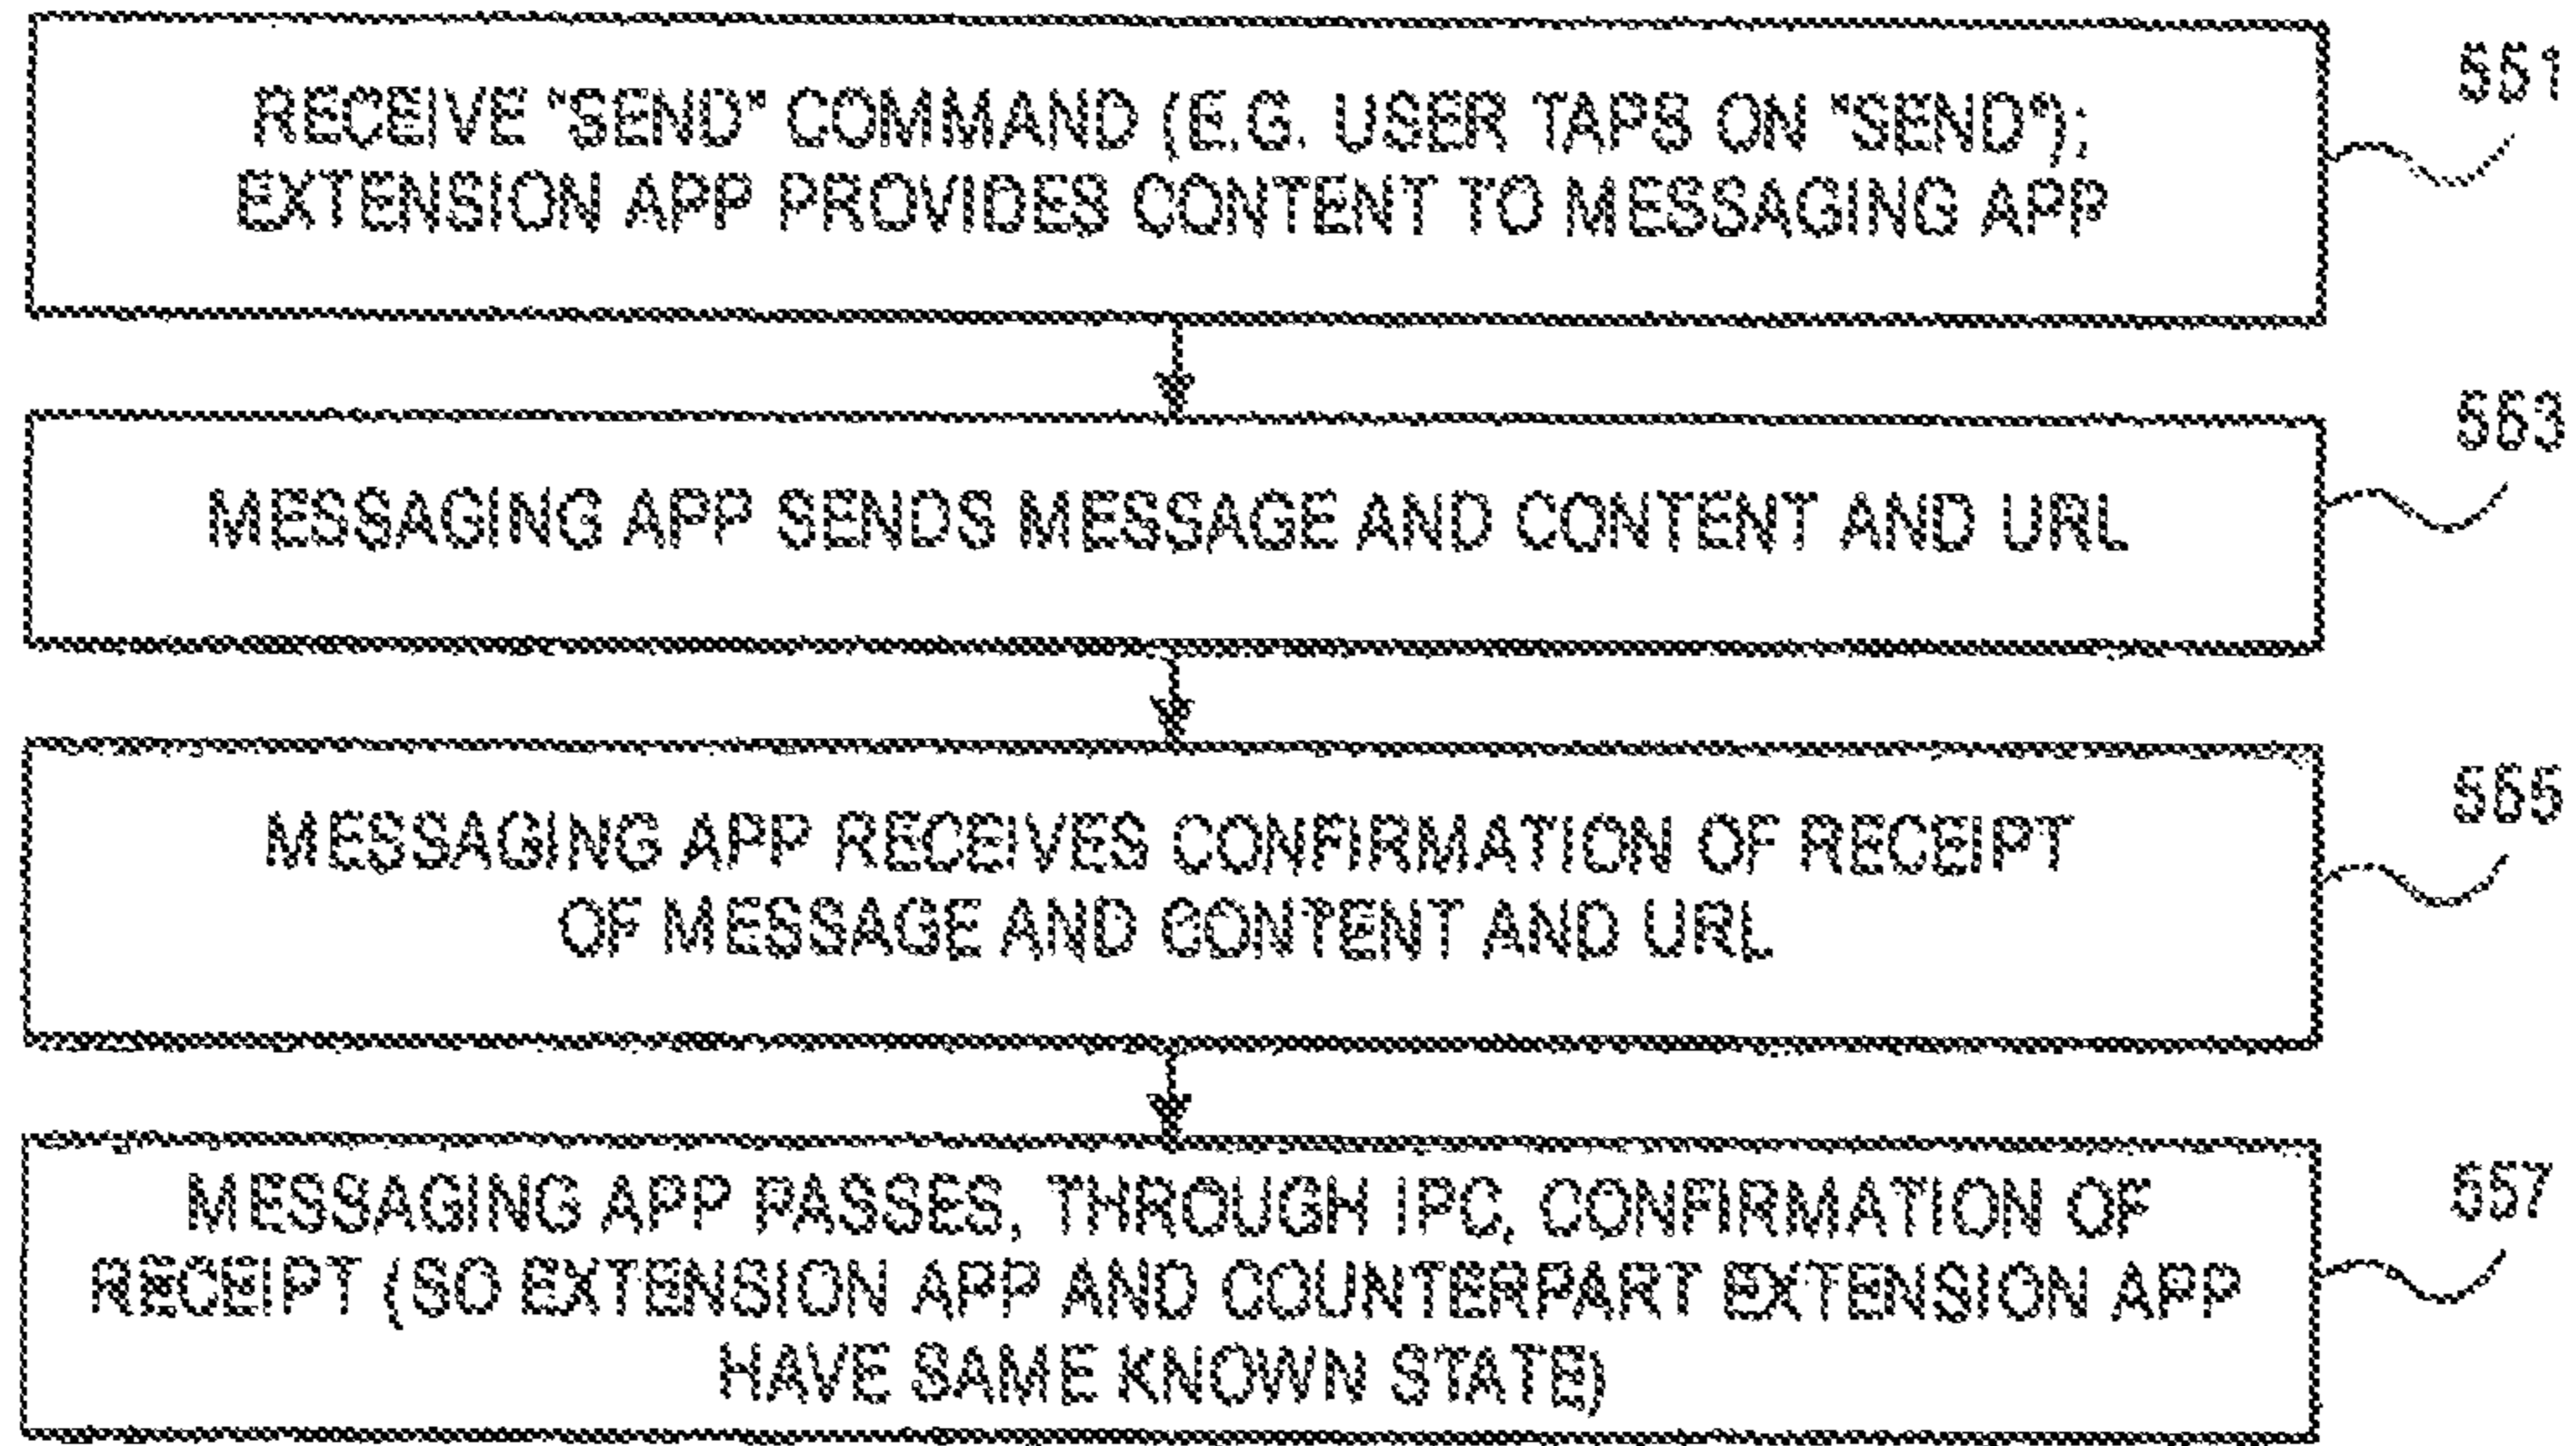 RECEIVE "SEND" COMMAND (E.G. USER TAPS ON "SEND");
EXTENSION APP PROVIDES CONTENT TO MESSAGING APP
551
MESSAGING APP SENDS MESSAGE AND CONTENT AND URL
553
MESSAGING APP RECEIVES CONFIRMATION OF RECEIPT
OF MESSAGE AND CONTENT AND URL
555
MESSAGING APP PASSES, THROUGH IPC, CONFIRMATION OF
RECEIPT (SO EXTENSION APP AND COUNTERPART EXTENSION APP
HAVE SAME KNOWN STATE)
557